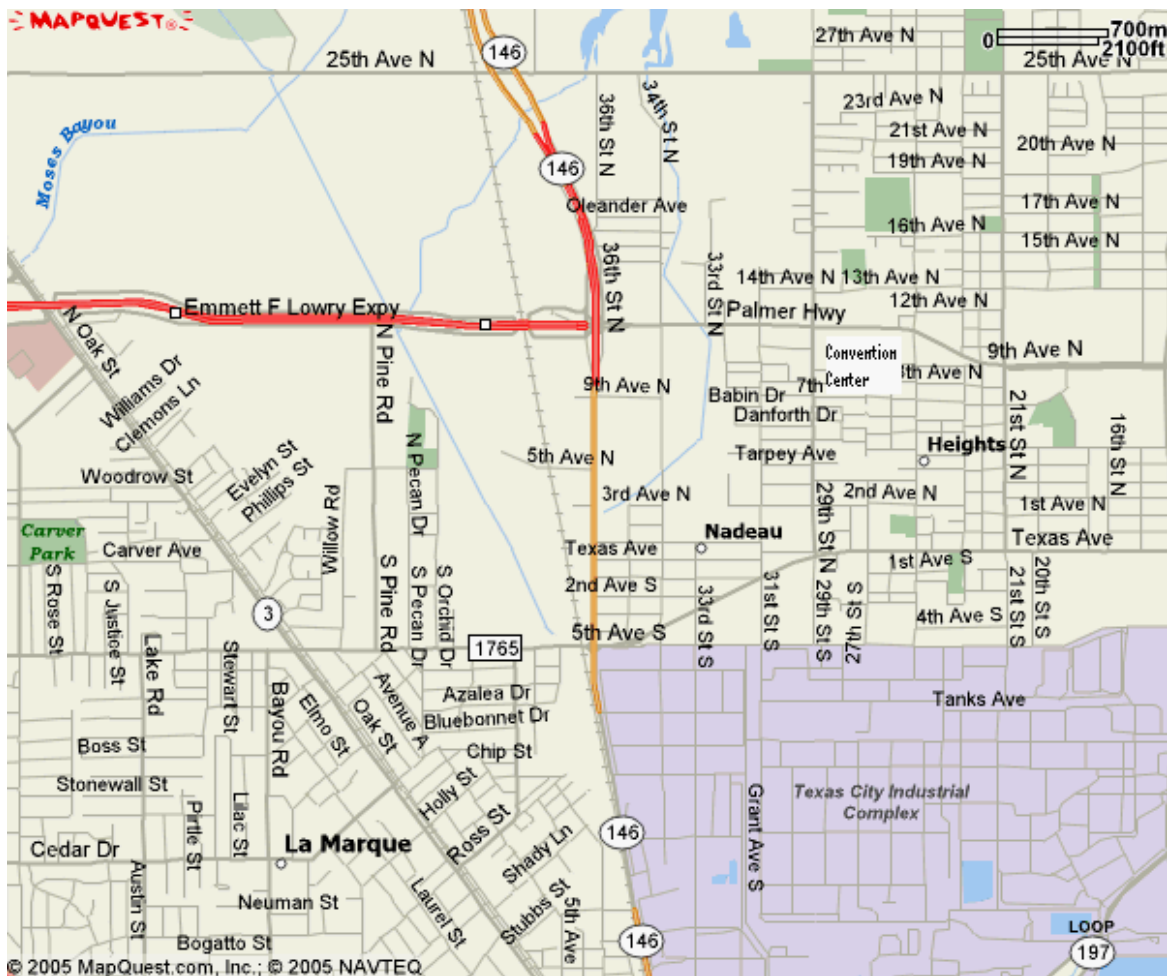 MAPQUEST
146
25th Ave N
27th Ave N
0
700m
2100ft
25th Ave N
Moses Bayou
36th St N
34th St N
23rd Ave N
21st Ave N
20th Ave N
19th Ave N
146
Oleander Ave
17th Ave N
16th Ave N
15th Ave N
36th St N
33rd St N
14th Ave N
13th Ave N
12th Ave N
Emmett F Lowry Expy
Palmer Hwy
N Oak St
N Pine Rd
Convention
Center
9th Ave N
Williams Dr
Clemons Ln
9th Ave N
Babin Dr
7th
8th Ave N
Danforth Dr
21st St N
16th St N
N Pecan Dr
Heights
Woodrow St
Evelyn St
Phillips St
5th Ave N
Tarpey Ave
Willow Rd
3rd Ave N
29th St N
2nd Ave N
1st Ave N
Carver
Park
Carver Ave
Nadeau
Texas Ave
Texas Ave
1st Ave S
S Rose St
S Justice St
S Pine Rd
S Pecan Dr
S Orchid Dr
2nd Ave S
33rd St S
31st St S
29th St S
27th St S
21st St S
20th St S
3
4th Ave S
5th Ave S
1765
Lake Rd
Stewart St
Bayou Rd
Elmo St
Avenue A
Oak St
Azalea Dr
Bluebonnet Dr
Tanks Ave
Boss St
Chip St
Stonewall St
Holly St
Grant Ave S
Texas City Industrial
Complex
Pirtle St
Lilac St
Ross St
146
La Marque
Cedar Dr
Shady Ln
Austin St
Neuman St
Laurel St
Stubbs St
5th Ave
Bogatto St
146
LOOP
197
© 2005 MapQuest.com, Inc.; © 2005 NAVTEQ